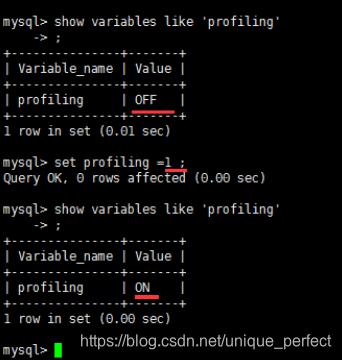 mysql> show variables like 'profiling'
    -> ;
+---------------+-------+
| Variable_name | Value |
+---------------+-------+
| profiling     | OFF   |
+---------------+-------+
1 row in set (0.01 sec)
mysql> set profiling =1 ;
Query OK, 0 rows affected (0.00 sec)
mysql> show variables like 'profiling'
    -> ;
+---------------+-------+
| Variable_name | Value |
+---------------+-------+
| profiling     | ON    |
+---------------+-------+
1 row in set (0.00 sec)
mysql>
https://blog.csdn.net/unique_perfect